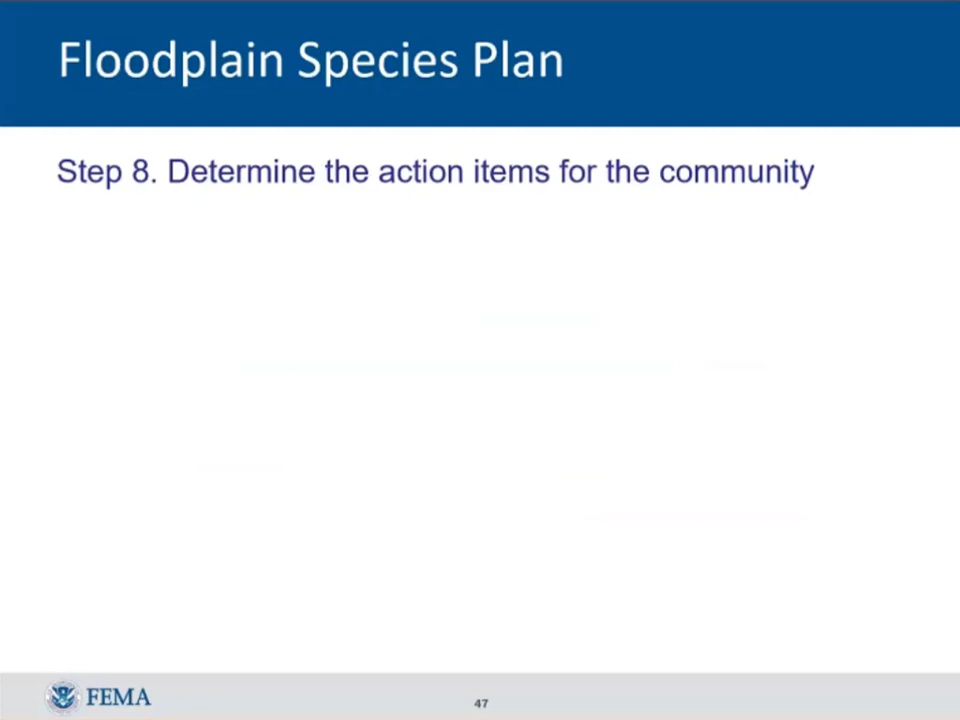 Floodplain Species Plan
Step 8. Determine the action items for the community
FEMA
47